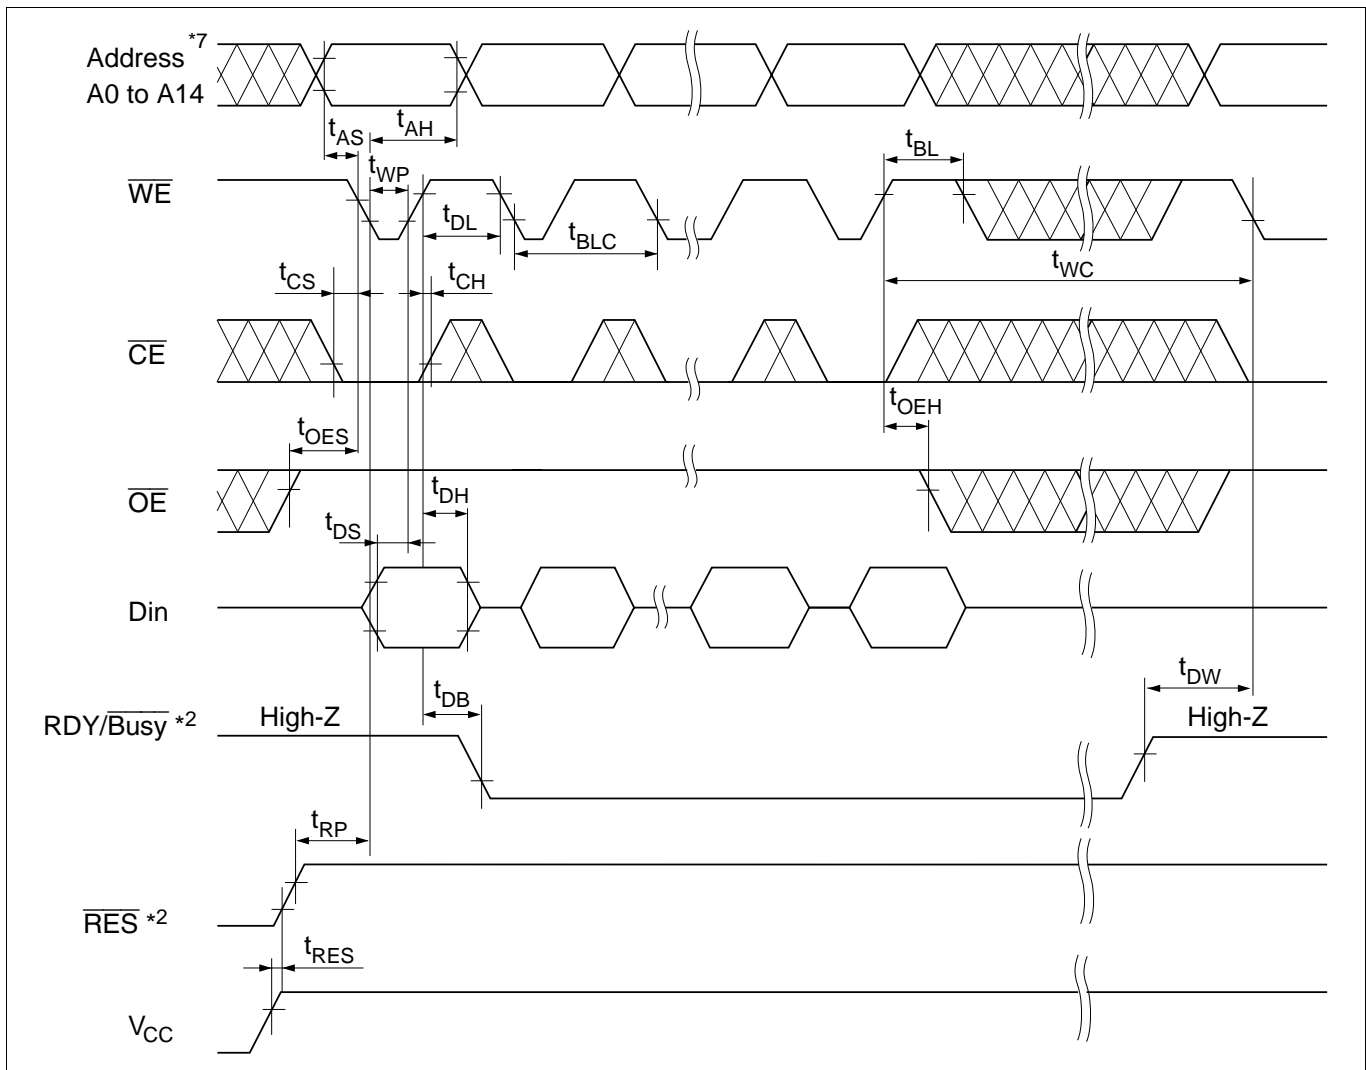 Address *7
A0 to A14
tAS
tAH
tWP
tBL
WE
tDL
tBLC
tWC
tCS
tCH
CE
tOEH
tOES
OE
tDH
tDS
Din
tDB
tDW
RDY/Busy *2
High-Z
High-Z
tRP
RES *2
tRES
VCC